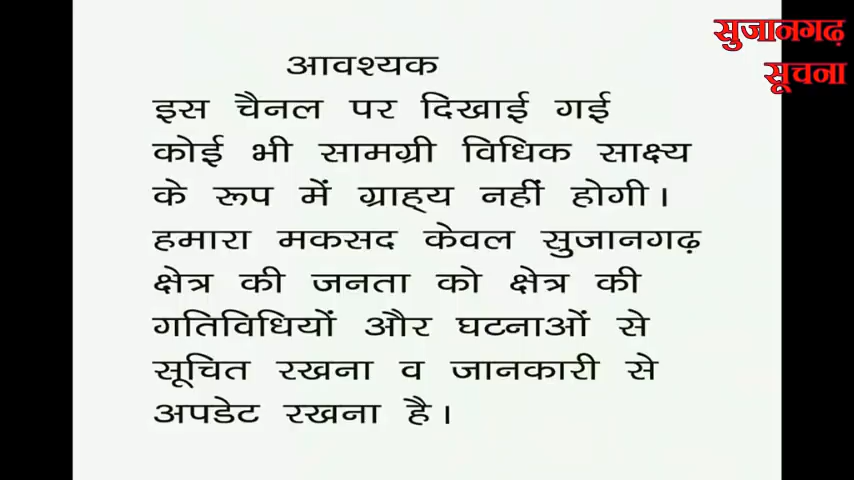 सुजानगढ़
सूचना
आवश्यक
इस चैनल पर दिखाई गई
कोई भी सामग्री विधिक साक्ष्य
के रूप में ग्राह्य नहीं होगी।
हमारा मकसद केवल सुजानगढ़
क्षेत्र की जनता को क्षेत्र की
गतिविधियों और घटनाओं से
सूचित रखना व जानकारी से
अपडेट रखना है।